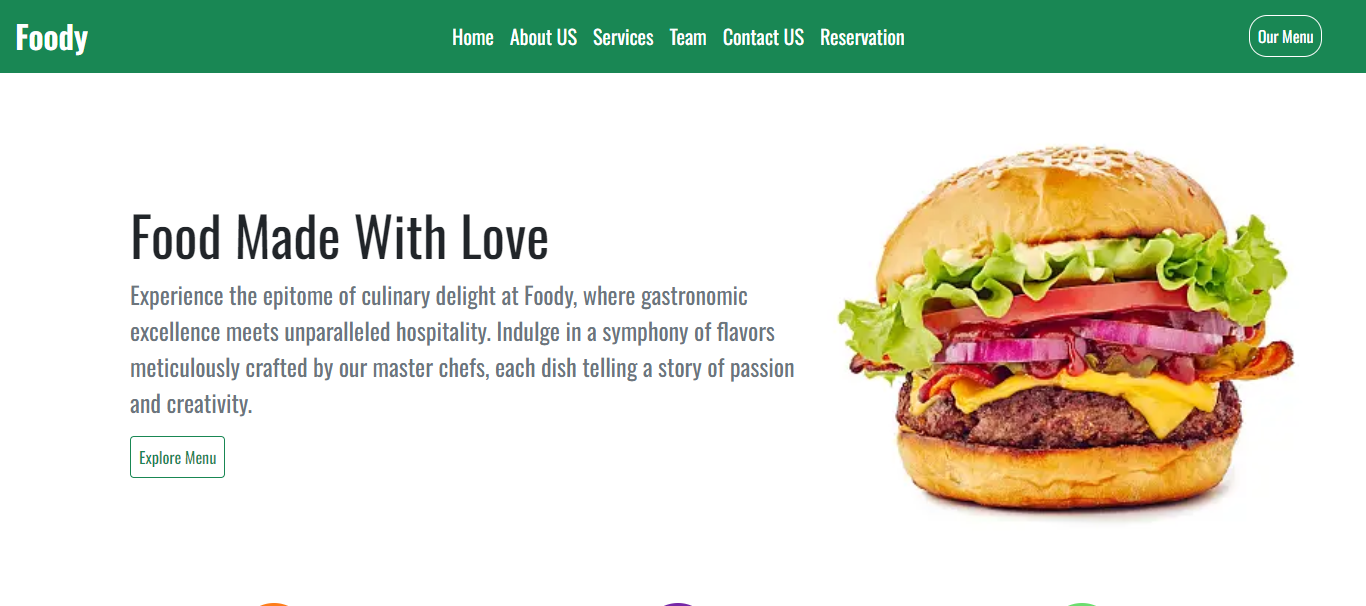 Foody
Home About US Services Team Contact US Reservation
Our Menu
Food Made With Love
Experience the epitome of culinary delight at Foody, where gastronomic
excellence meets unparalleled hospitality. Indulge in a symphony of flavors
meticulously crafted by our master chefs, each dish telling a story of passion
and creativity.
Explore Menu